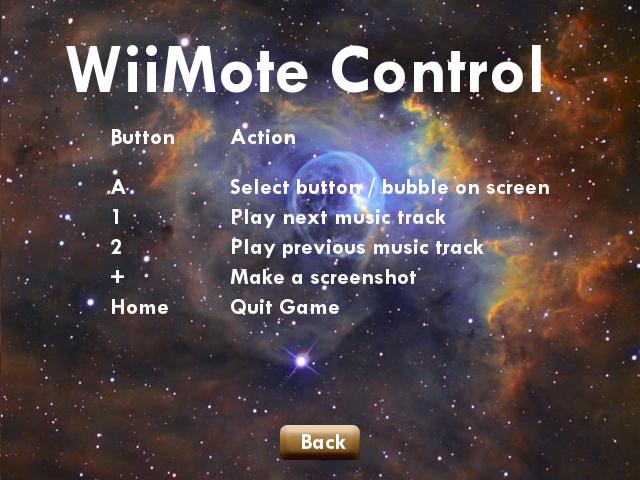 WiiMote Control
Button Action
A Select button / bubble on screen
1 Play next music track
2 Play previous music track
+ Make a screenshot
Home Quit Game
Back